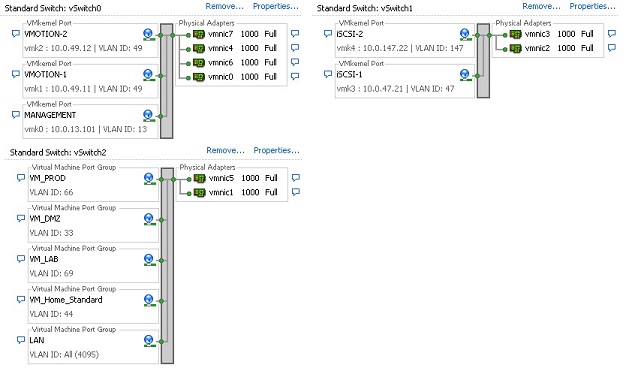 Standard Switch: vSwitch0 Remove... Properties...
VMkernel Port Physical Adapters
VMOTION-2 vmnic7 1000 Full
vmk2 : 10.0.49.12 | VLAN ID: 49 vmnic4 1000 Full
VMkernel Port vmnic6 1000 Full
VMOTION-1 vmnic0 1000 Full
vmk1 : 10.0.49.11 | VLAN ID: 49
VMkernel Port
MANAGEMENT
vmk0 : 10.0.13.101 | VLAN ID: 13
Standard Switch: vSwitch1 Remove... Properties...
VMkernel Port Physical Adapters
iSCSI-2 vmnic3 1000 Full
vmk4 : 10.0.147.22 | VLAN ID: 147 vmnic2 1000 Full
VMkernel Port
iSCSI-1
vmk3 : 10.0.47.21 | VLAN ID: 47
Standard Switch: vSwitch2 Remove... Properties...
Virtual Machine Port Group Physical Adapters
VM_PROD vmnic5 1000 Full
VLAN ID: 66 vmnic1 1000 Full
Virtual Machine Port Group
VM_DMZ
VLAN ID: 33
Virtual Machine Port Group
VM_LAB
VLAN ID: 69
Virtual Machine Port Group
VM_Home_Standard
VLAN ID: 44
Virtual Machine Port Group
LAN
VLAN ID: All (4095)